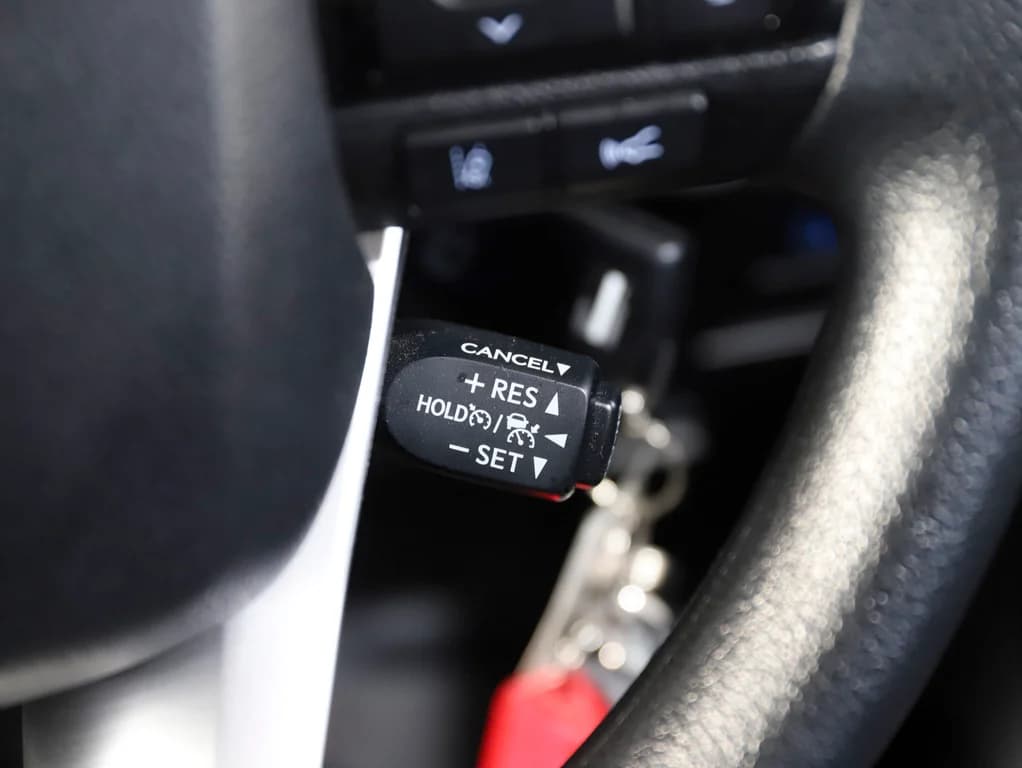 CANCEL▼
+ RES ▲
HOLD / ◀
− SET ▼